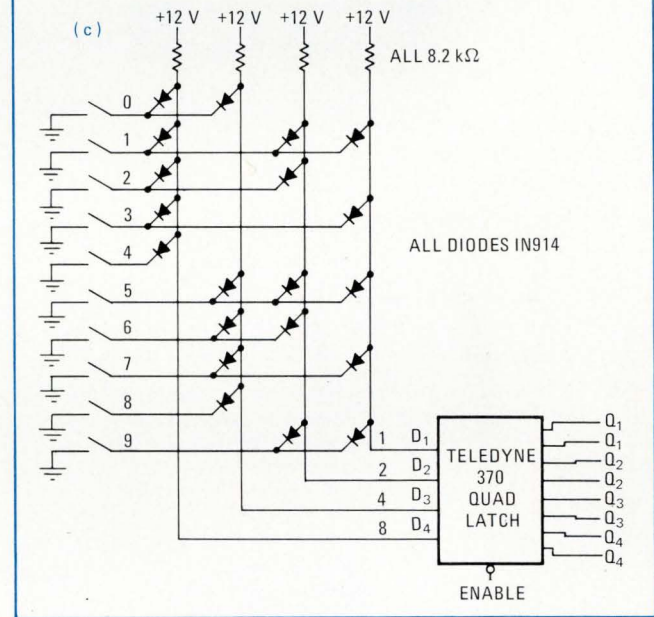 (c)
+12 V +12 V +12 V +12 V
ALL 8.2 kΩ
0
1
2
3
4
ALL DIODES IN914
5
6
7
8
9
1 D1
2 D2
4 D3
8 D4
TELEDYNE
370
QUAD
LATCH
Q1
Q1
Q2
Q2
Q3
Q3
Q4
Q4
ENABLE